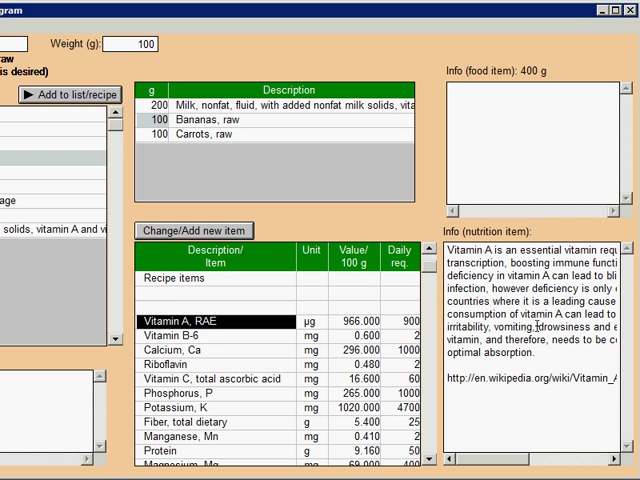 gram
Weight (g): 100
raw
is desired)
Add to list/recipe
age
solids, vitamin A and vi
g Description
200 Milk, nonfat, fluid, with added nonfat milk solids, vita
100 Bananas, raw
100 Carrots, raw
Info (food item): 400 g
Change/Add new item
Description/ Item Unit Value/ 100 g Daily req.
Recipe items
Vitamin A, RAE µg 966.000 900
Vitamin B-6 mg 0.600 2
Calcium, Ca mg 296.000 1000
Riboflavin mg 0.480 2
Vitamin C, total ascorbic acid mg 16.600 60
Phosphorus, P mg 265.000 1000
Potassium, K mg 1020.000 4700
Fiber, total dietary g 5.400 25
Manganese, Mn mg 0.410 2
Protein g 9.160 50
Magnesium, Mg mg 69.000 400
Info (nutrition item):
Vitamin A is an essential vitamin requ
transcription, boosting immune functi
deficiency in vitamin A can lead to bli
infection, however deficiency is only
countries where it is a leading cause
consumption of vitamin A can lead to
irritability, vomiting, drowsiness and e
vitamin, and therefore, needs to be c
optimal absorption.
http://en.wikipedia.org/wiki/Vitamin_A